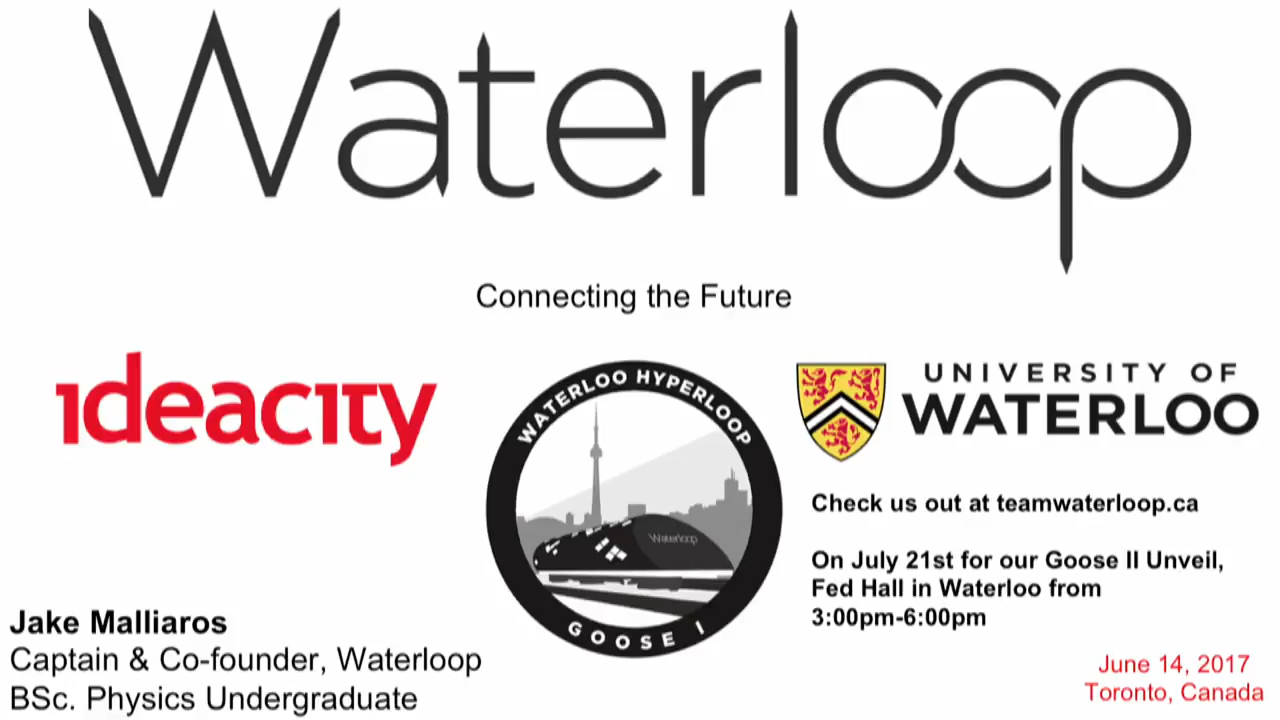 Waterloop
Connecting the Future
ideacity
WATERLOO HYPERLOOP
Waterloop
GOOSE I
UNIVERSITY OF
WATERLOO
Check us out at teamwaterloop.ca
On July 21st for our Goose II Unveil,
Fed Hall in Waterloo from
3:00pm-6:00pm
Jake Malliaros
Captain & Co-founder, Waterloop
BSc. Physics Undergraduate
June 14, 2017
Toronto, Canada